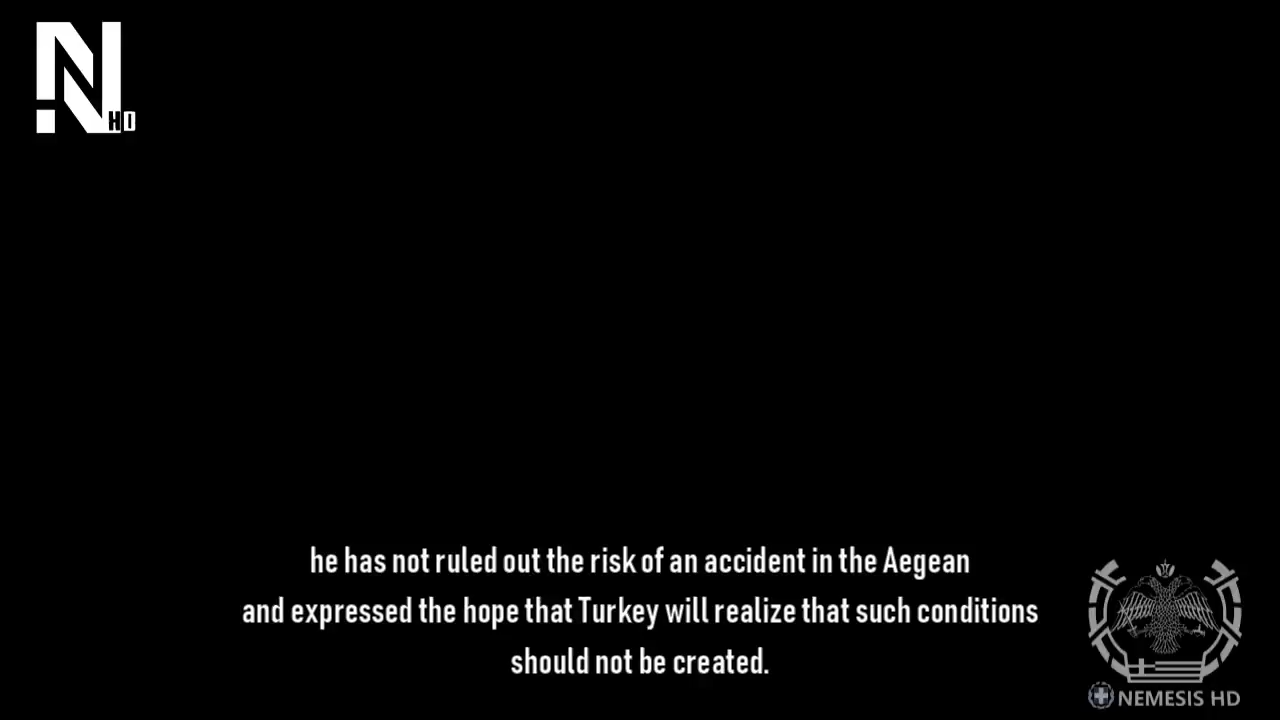 N
HD
he has not ruled out the risk of an accident in the Aegean
and expressed the hope that Turkey will realize that such conditions
should not be created.
NEMESIS HD